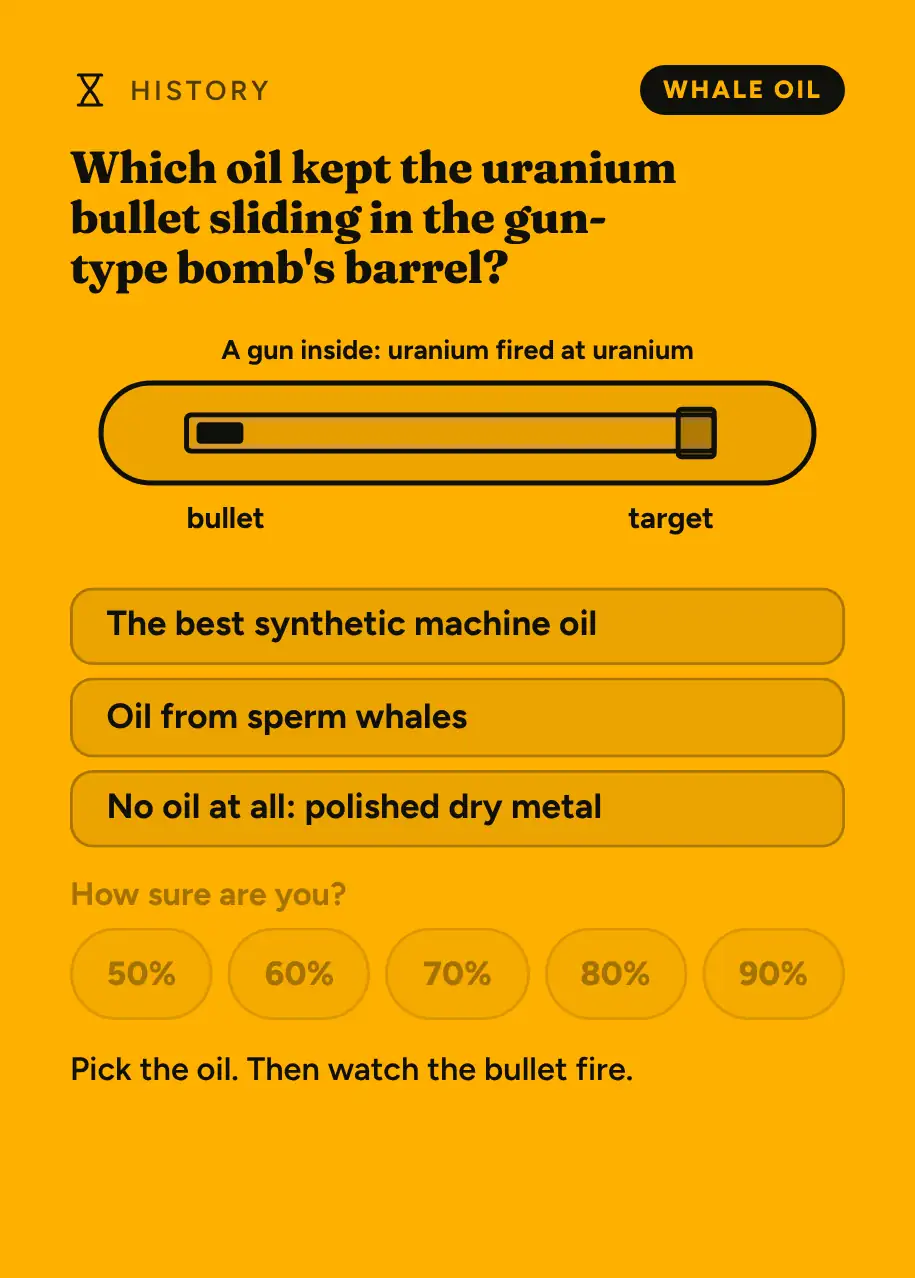 HISTORY
WHALE OIL
Which oil kept the uranium
bullet sliding in the gun-
type bomb's barrel?
A gun inside: uranium fired at uranium
bullet
target
The best synthetic machine oil
Oil from sperm whales
No oil at all: polished dry metal
How sure are you?
50%
60%
70%
80%
90%
Pick the oil. Then watch the bullet fire.